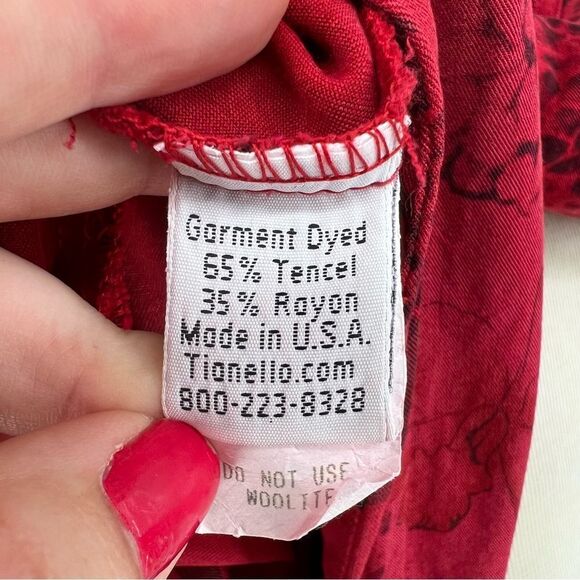 Garment Dyed
65% Tencel
35% Rayon
Made in U.S.A.
Tianello.com
800-223-8328
DO NOT USE
WOOLITE